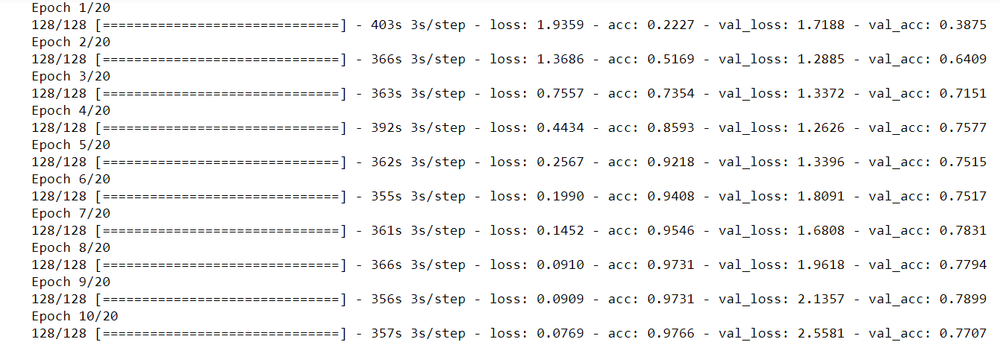 Epoch 1/20
128/128 [==============================] - 403s 3s/step - loss: 1.9359 - acc: 0.2227 - val_loss: 1.7188 - val_acc: 0.3875
Epoch 2/20
128/128 [==============================] - 366s 3s/step - loss: 1.3686 - acc: 0.5169 - val_loss: 1.2885 - val_acc: 0.6409
Epoch 3/20
128/128 [==============================] - 363s 3s/step - loss: 0.7557 - acc: 0.7354 - val_loss: 1.3372 - val_acc: 0.7151
Epoch 4/20
128/128 [==============================] - 392s 3s/step - loss: 0.4434 - acc: 0.8593 - val_loss: 1.2626 - val_acc: 0.7577
Epoch 5/20
128/128 [==============================] - 362s 3s/step - loss: 0.2567 - acc: 0.9218 - val_loss: 1.3396 - val_acc: 0.7515
Epoch 6/20
128/128 [==============================] - 355s 3s/step - loss: 0.1990 - acc: 0.9408 - val_loss: 1.8091 - val_acc: 0.7517
Epoch 7/20
128/128 [==============================] - 361s 3s/step - loss: 0.1452 - acc: 0.9546 - val_loss: 1.6808 - val_acc: 0.7831
Epoch 8/20
128/128 [==============================] - 366s 3s/step - loss: 0.0910 - acc: 0.9731 - val_loss: 1.9618 - val_acc: 0.7794
Epoch 9/20
128/128 [==============================] - 356s 3s/step - loss: 0.0909 - acc: 0.9731 - val_loss: 2.1357 - val_acc: 0.7899
Epoch 10/20
128/128 [==============================] - 357s 3s/step - loss: 0.0769 - acc: 0.9766 - val_loss: 2.5581 - val_acc: 0.7707